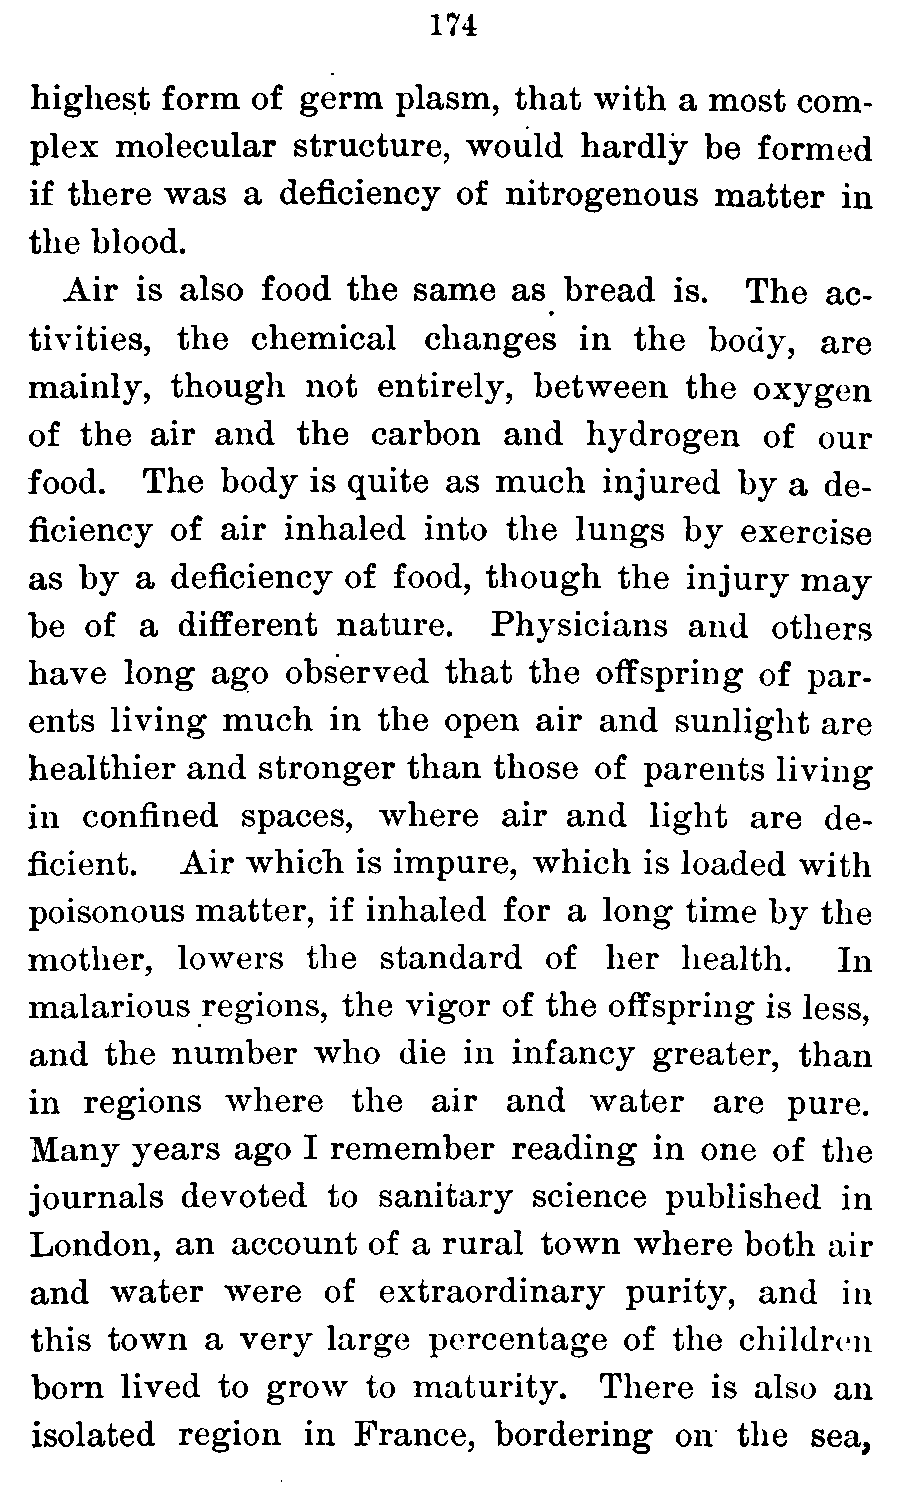 174
highest form of germ plasm, that with a most com-
plex molecular structure, would hardly be formed
if there was a deficiency of nitrogenous matter in
the blood.
Air is also food the same as bread is. The ac-
tivities, the chemical changes in the body, are
mainly, though not entirely, between the oxygen
of the air and the carbon and hydrogen of our
food. The body is quite as much injured by a de-
ficiency of air inhaled into the lungs by exercise
as by a deficiency of food, though the injury may
be of a different nature. Physicians and others
have long ago observed that the offspring of par-
ents living much in the open air and sunlight are
healthier and stronger than those of parents living
in confined spaces, where air and light are de-
ficient. Air which is impure, which is loaded with
poisonous matter, if inhaled for a long time by the
mother, lowers the standard of her health. In
malarious regions, the vigor of the offspring is less,
and the number who die in infancy greater, than
in regions where the air and water are pure.
Many years ago I remember reading in one of the
journals devoted to sanitary science published in
London, an account of a rural town where both air
and water were of extraordinary purity, and in
this town a very large percentage of the children
born lived to grow to maturity. There is also an
isolated region in France, bordering on the sea,